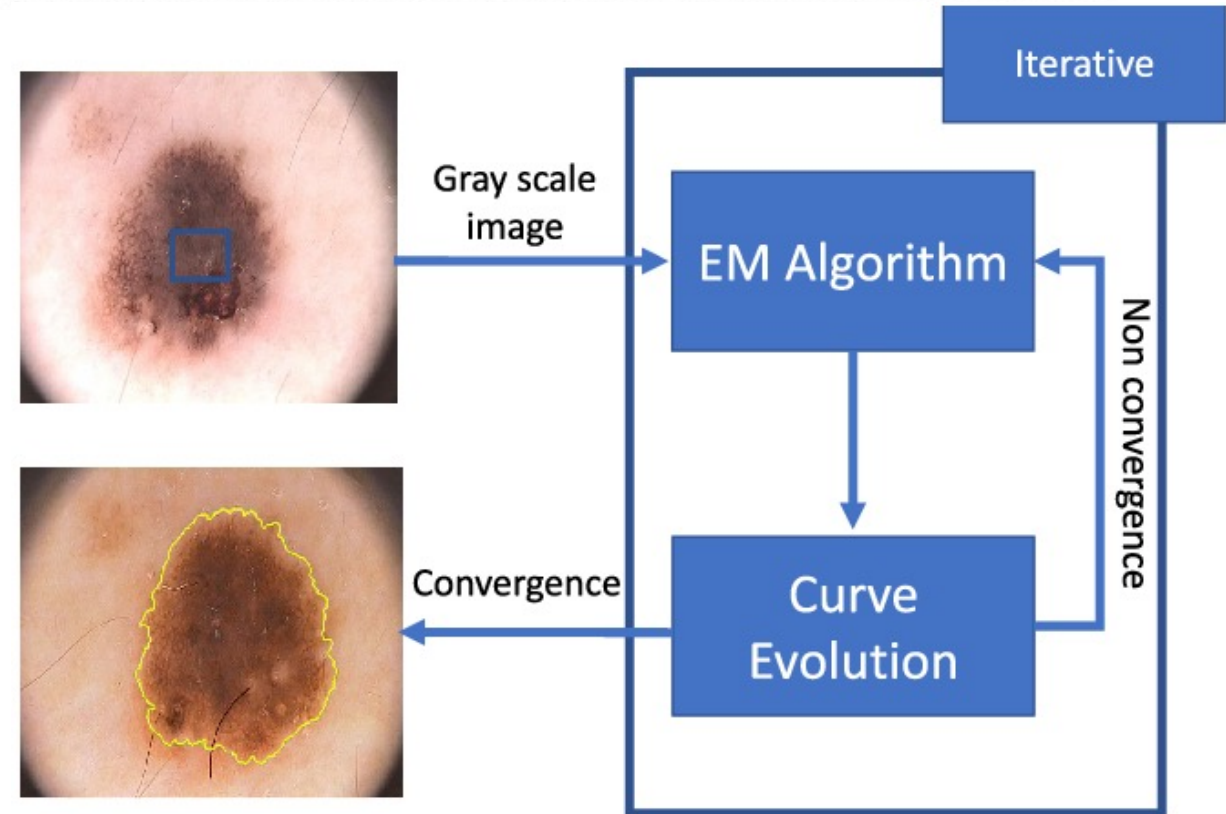 Iterative
Gray scale
image
EM Algorithm
Non convergence
Convergence
Curve
Evolution